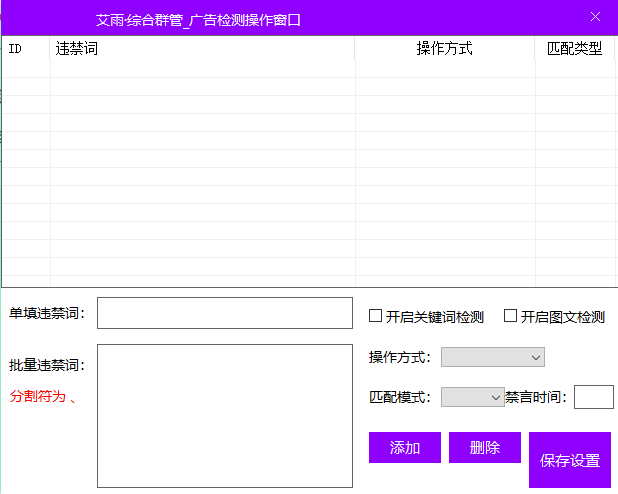 艾雨-综合群管_广告检测操作窗口
ID 违禁词 操作方式 匹配类型
单填违禁词:
开启关键词检测 开启图文检测
批量违禁词:
分割符为 、
操作方式:
匹配模式: 禁言时间:
添加 删除 保存设置